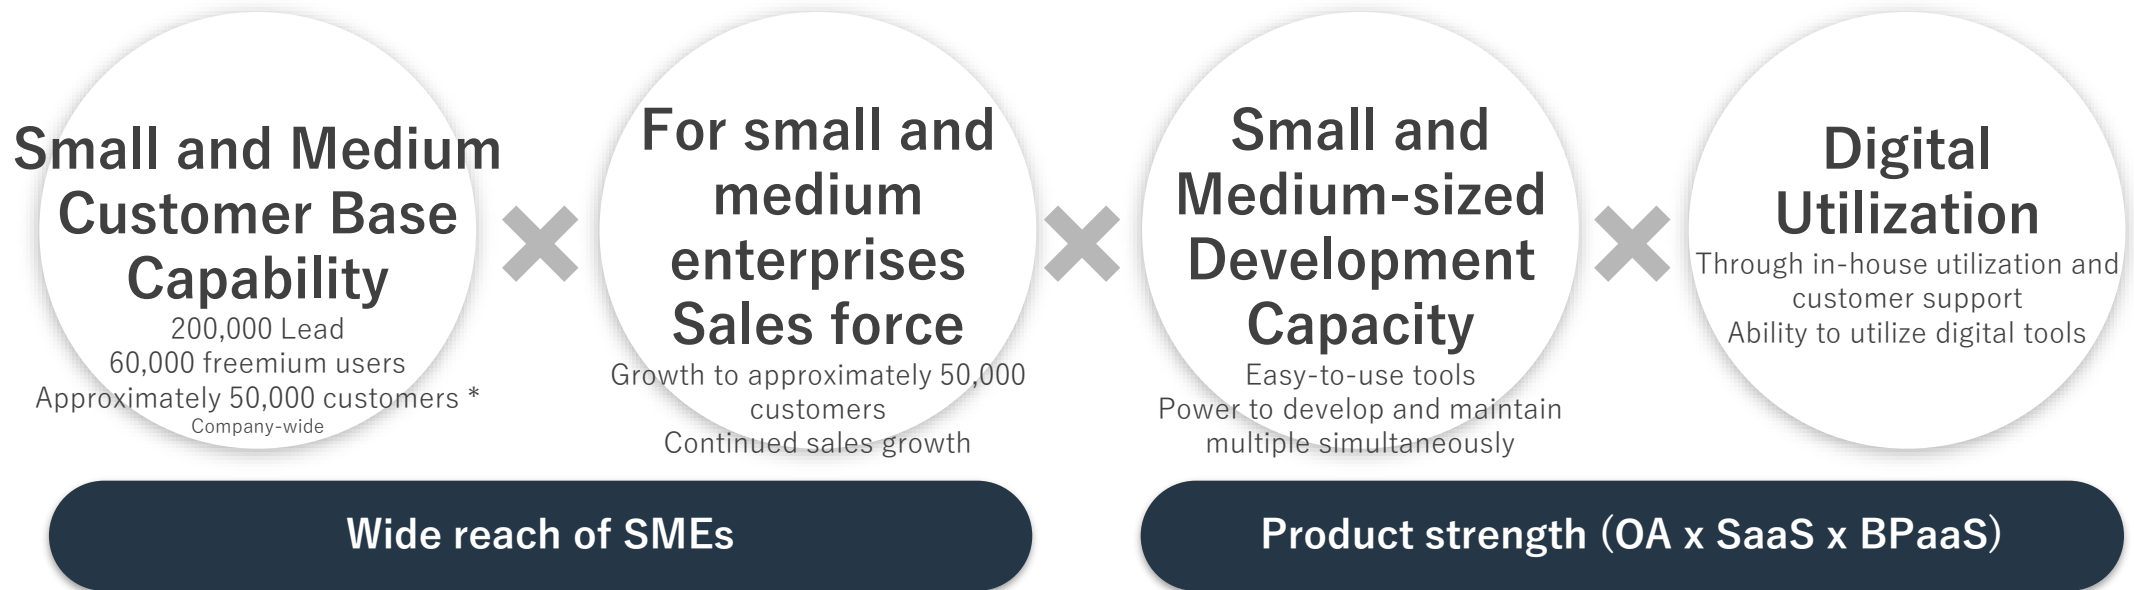 Small and Medium
Customer Base
Capability
200,000 Lead
60,000 freemium users
Approximately 50,000 customers *
Company-wide
For small and
medium
enterprises
Sales force
Growth to approximately 50,000
customers
Continued sales growth
Small and
Medium-sized
Development
Capacity
Easy-to-use tools
Power to develop and maintain
multiple simultaneously
Digital
Utilization
Through in-house utilization and
customer support
Ability to utilize digital tools
Wide reach of SMEs
Product strength (OA x SaaS x BPaaS)